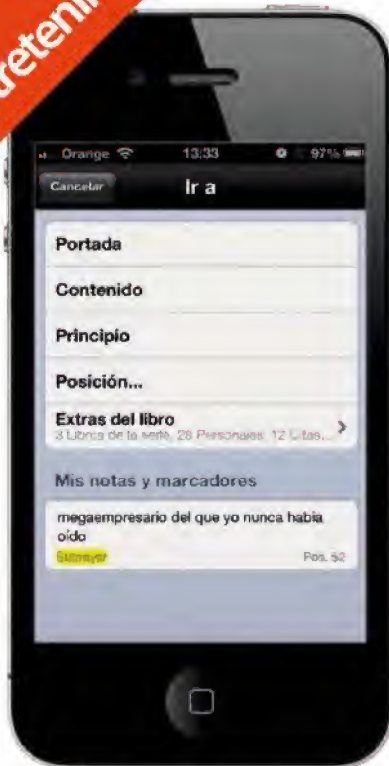 Orange 13:33 97%
Cancelar Ir a
Portada
Contenido
Principio
Posición...
Extras del libro
3 Libros de la serie, 28 Personajes, 12 Citas...
Mis notas y marcadores
megaempresario del que yo nunca había
oído
Subrayar Pos. 52